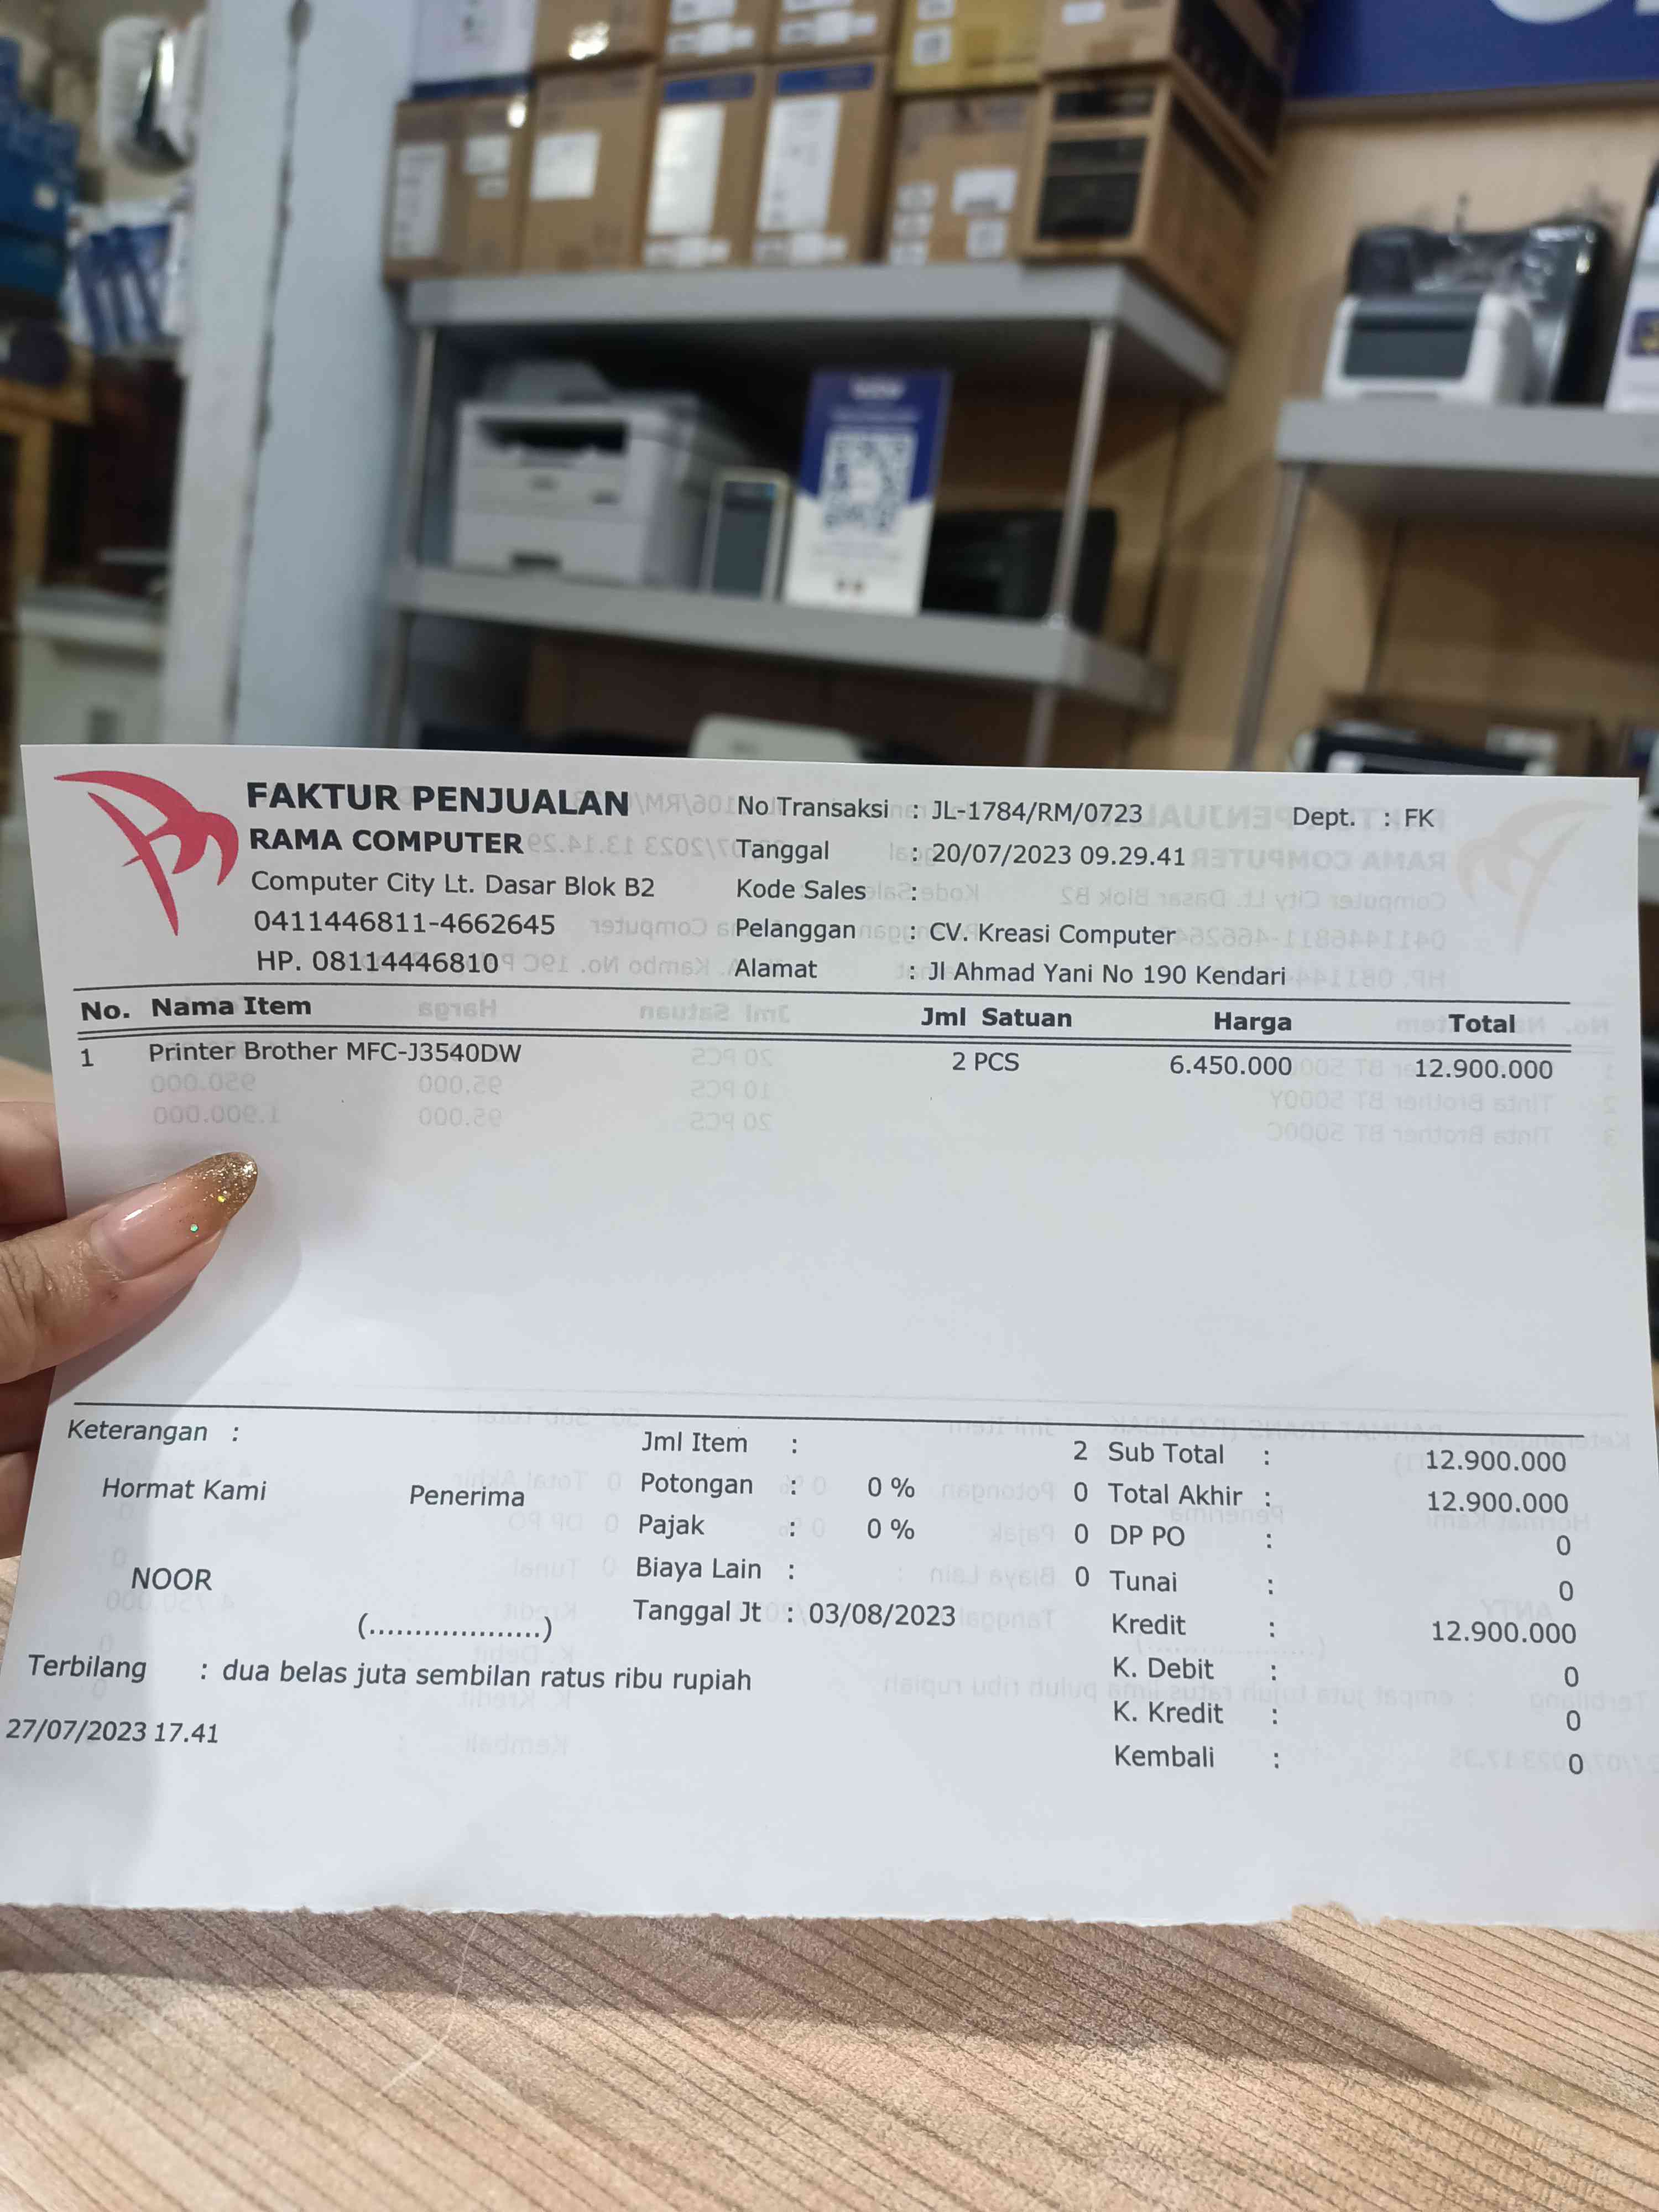 FAKTUR PENJUALAN
RAMA COMPUTER
Computer City Lt. Dasar Blok B2
0411446811-4662645
HP. 08114446810
No Transaksi : JL-1784/RM/0723 Dept. : FK
Tanggal : 20/07/2023 09.29.41
Kode Sales :
Pelanggan : CV. Kreasi Computer
Alamat : Jl Ahmad Yani No 190 Kendari
No. Nama Item Jml Satuan Harga Total
1 Printer Brother MFC-J3540DW 2 PCS 6.450.000 12.900.000
Keterangan :
Hormat Kami Penerima
NOOR
(....................)
Jml Item : 2
Potongan : 0 % 0
Pajak : 0 % 0
Biaya Lain : 0
Tanggal Jt : 03/08/2023
Sub Total : 12.900.000
Total Akhir : 12.900.000
DP PO : 0
Tunai : 0
Kredit : 12.900.000
K. Debit : 0
K. Kredit : 0
Kembali : 0
Terbilang : dua belas juta sembilan ratus ribu rupiah
27/07/2023 17.41